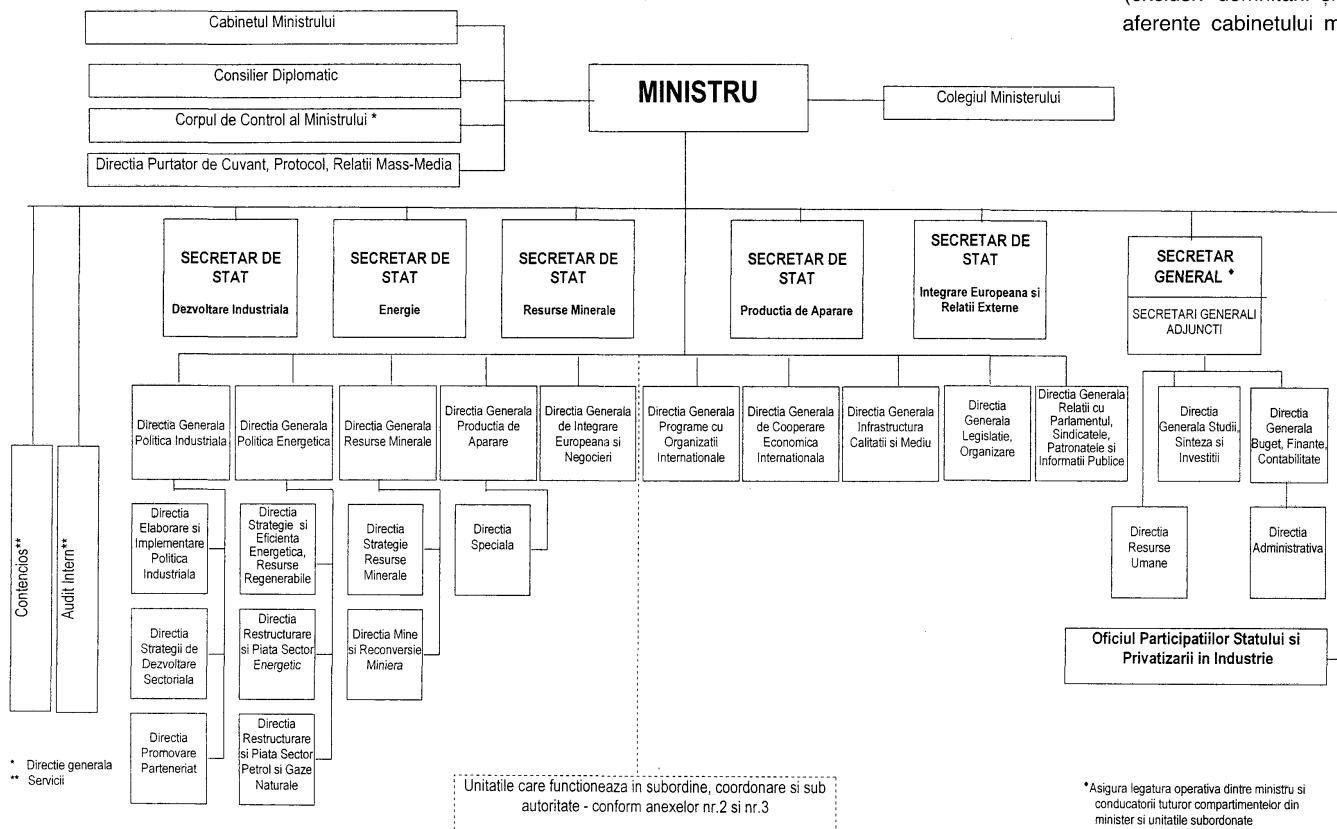 (exclusiv demnitarii și
aferente cabinetului m
Cabinetul Ministrului
Consilier Diplomatic
Corpul de Control al Ministrului *
Directia Purtator de Cuvant, Protocol, Relatii Mass-Media
MINISTRU
Colegiul Ministerului
SECRETAR DE
STAT
Dezvoltare Industriala
SECRETAR DE
STAT
Energie
SECRETAR DE
STAT
Resurse Minerale
SECRETAR DE
STAT
Productia de Aparare
SECRETAR DE
STAT
Integrare Europeana si
Relatii Externe
SECRETAR
GENERAL ♦
SECRETARI GENERALI
ADJUNCTI
Directia Generala
Politica Industriala
Directia Generala
Politica Energetica
Directia Generala
Resurse Minerale
Directia Generala
Productia de
Aparare
Directia Generala
de Integrare
Europeana si
Negocieri
Directia Generala
Programe cu
Organizatii
Internationale
Directia Generala
de Cooperare
Economica
Internationala
Directia Generala
Infrastructura
Calitatii si Mediu
Directia
Generala
Legislatie,
Organizare
Directia Generala
Relatii cu
Parlamentul,
Sindicatele,
Patronatele si
Informatii Publice
Directia
Generala Studii,
Sinteza si
Investitii
Directia
Generala
Buget, Finante,
Contabilitate
Contencios**
Audit Intern**
Directia
Elaborare si
Implementare
Politica
Industriala
Directia
Strategie si
Eficienta
Energetica,
Resurse
Regenerabile
Directia
Strategie
Resurse
Minerale
Directia
Speciala
Directia
Resurse
Umane
Directia
Administrativa
Directia
Strategii de
Dezvoltare
Sectoriala
Directia
Restructurare
si Piata Sector
Energetic
Directia Mine
si Reconversie
Miniera
Oficiul Participatiilor Statului si
Privatizarii in Industrie
Directia
Promovare
Parteneriat
Directia
Restructurare
si Piata Sector
Petrol si Gaze
Naturale
* Directie generala
** Servicii
Unitatile care functioneaza in subordine, coordonare si sub
autoritate - conform anexelor nr.2 si nr.3
♦Asigura legatura operativa dintre ministru si
conducatorii tuturor compartimentelor din
minister si unitatile subordonate